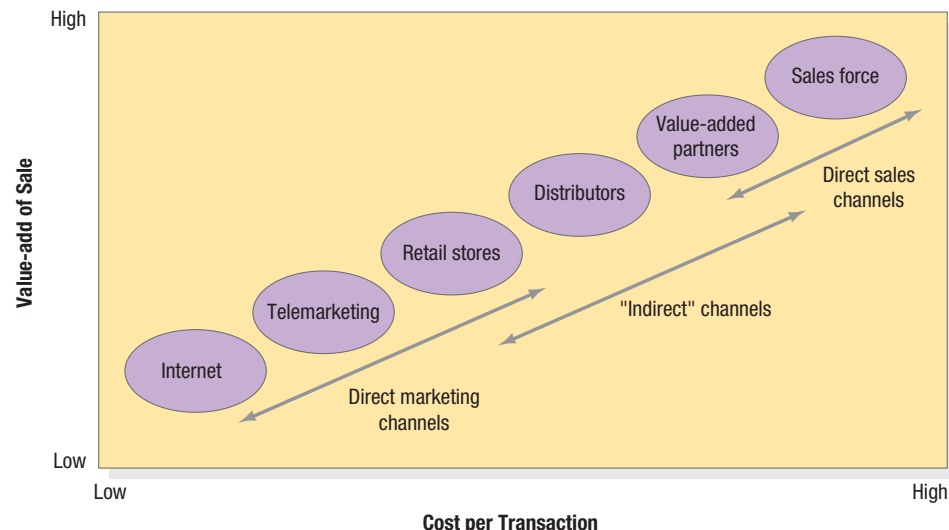 High
Sales force
Value-added
partners
Direct sales
channels
Distributors
Value-add of Sale
Retail stores
"Indirect" channels
Telemarketing
Internet
Direct marketing
channels
Low
Low
High
Cost per Transaction